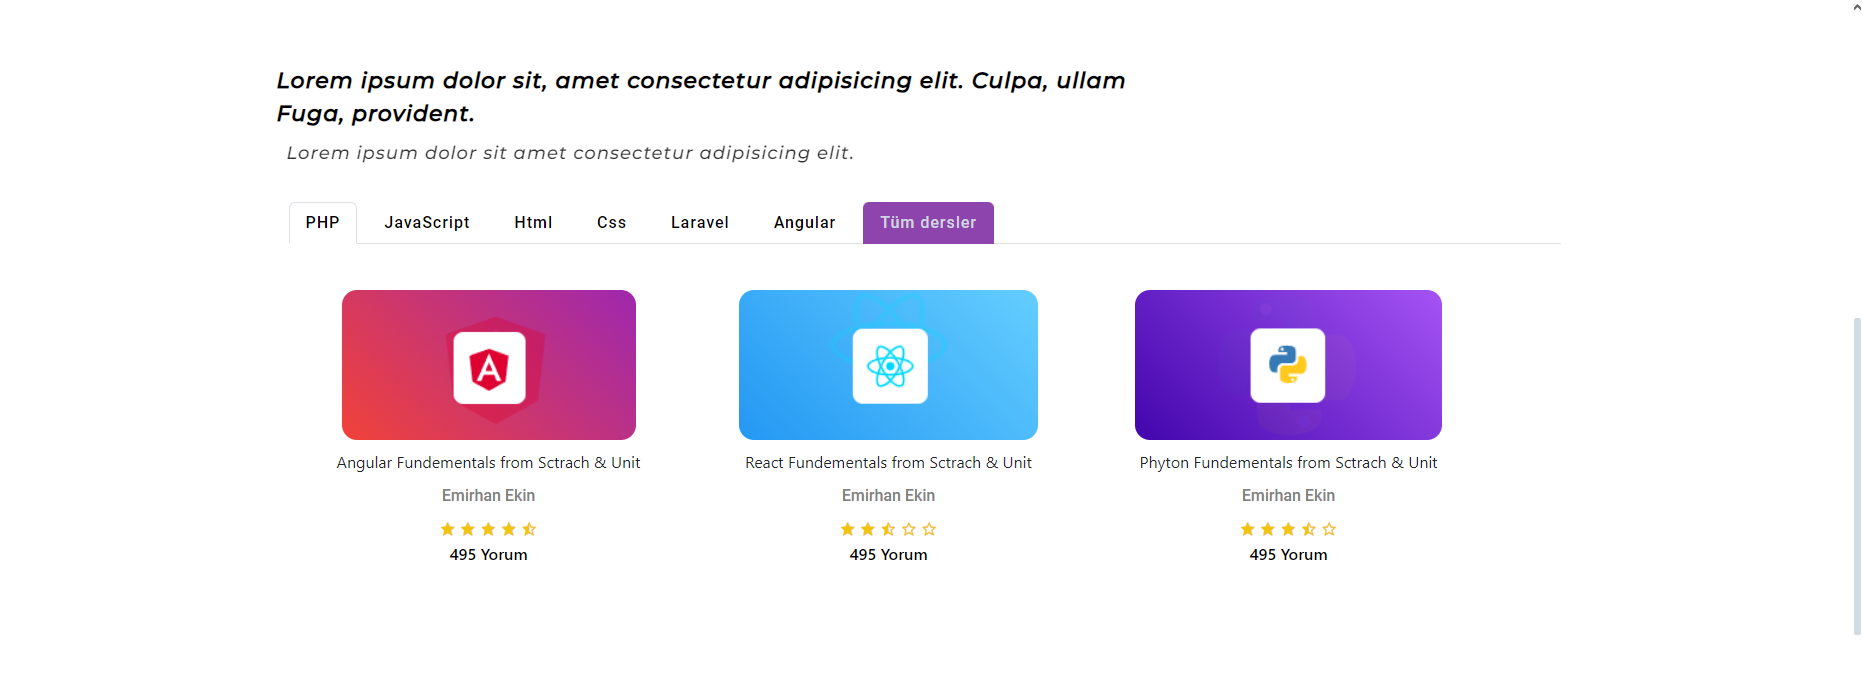 Lorem ipsum dolor sit, amet consectetur adipisicing elit. Culpa, ullam
Fuga, provident.
Lorem ipsum dolor sit amet consectetur adipisicing elit.
PHP JavaScript Html Css Laravel Angular Tüm dersler
Angular Fundementals from Sctrach & Unit
Emirhan Ekin
495 Yorum
React Fundementals from Sctrach & Unit
Emirhan Ekin
495 Yorum
Phyton Fundementals from Sctrach & Unit
Emirhan Ekin
495 Yorum